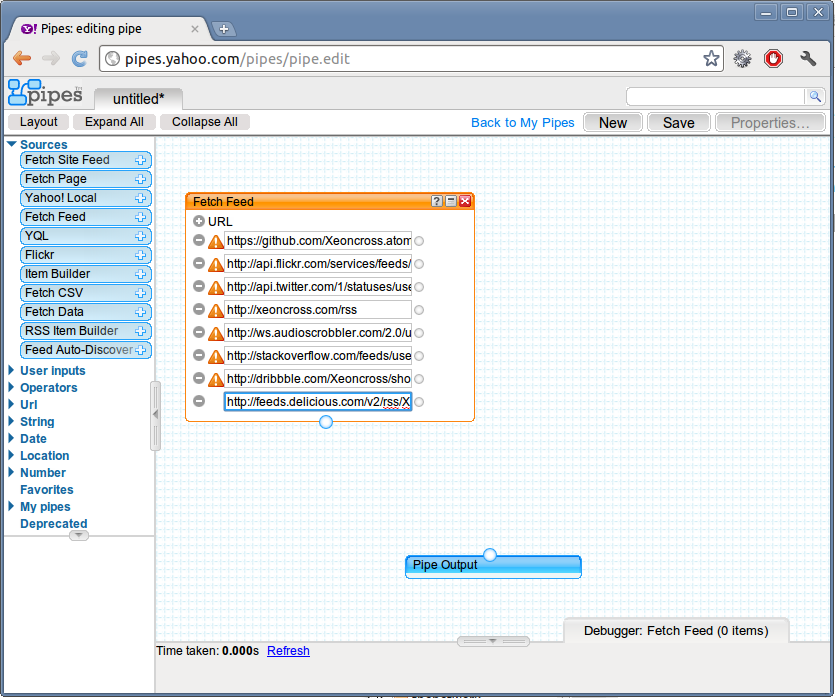 Y! Pipes: editing pipe
pipes.yahoo.com/pipes/pipe.edit
pipes
untitled*
Layout Expand All Collapse All Back to My Pipes New Save Properties...
Sources
Fetch Site Feed
Fetch Page
Yahoo! Local
Fetch Feed
YQL
Flickr
Item Builder
Fetch CSV
Fetch Data
RSS Item Builder
Feed Auto-Discover
User inputs
Operators
Url
String
Date
Location
Number
Favorites
My pipes
Deprecated
Fetch Feed
URL
https://github.com/Xeoncross.atom
http://api.flickr.com/services/feeds/
http://api.twitter.com/1/statuses/use
http://xeoncross.com/rss
http://ws.audioscrobbler.com/2.0/u
http://stackoverflow.com/feeds/use
http://dribbble.com/Xeoncross/sho
http://feeds.delicious.com/v2/rss/X
Pipe Output
Debugger: Fetch Feed (0 items)
Time taken: 0.000s Refresh